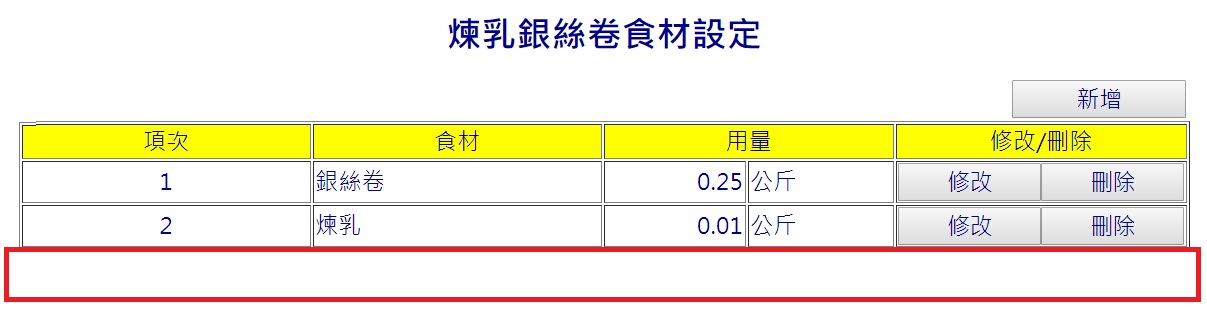 煉乳銀絲卷食材設定
新增
項次 食材 用量 修改/刪除
1 銀絲卷 0.25 公斤 修改 刪除
2 煉乳 0.01 公斤 修改 刪除